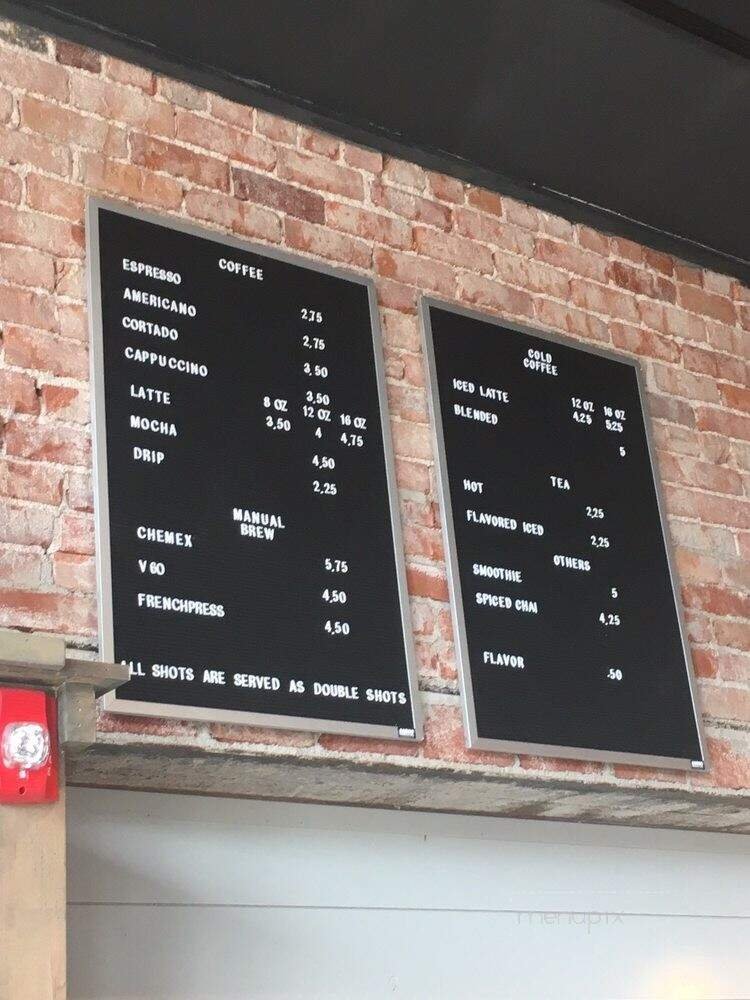 COFFEE
ESPRESSO 2,75
AMERICANO 2,75
CORTADO 3,50
CAPPUCCINO 3,50
8 OZ 12 OZ 16 OZ
LATTE 3,50 4 4,75
MOCHA 4,50
DRIP 2,25
MANUAL
BREW
CHEMEX 5,75
V60 4,50
FRENCHPRESS 4,50
ALL SHOTS ARE SERVED AS DOUBLE SHOTS
COLD
COFFEE
12 OZ 16 OZ
ICED LATTE 4,25 5,25
BLENDED 5
TEA
HOT 2,25
FLAVORED ICED 2,25
OTHERS
SMOOTHIE 5
SPICED CHAI 4,25
FLAVOR .50
menupix